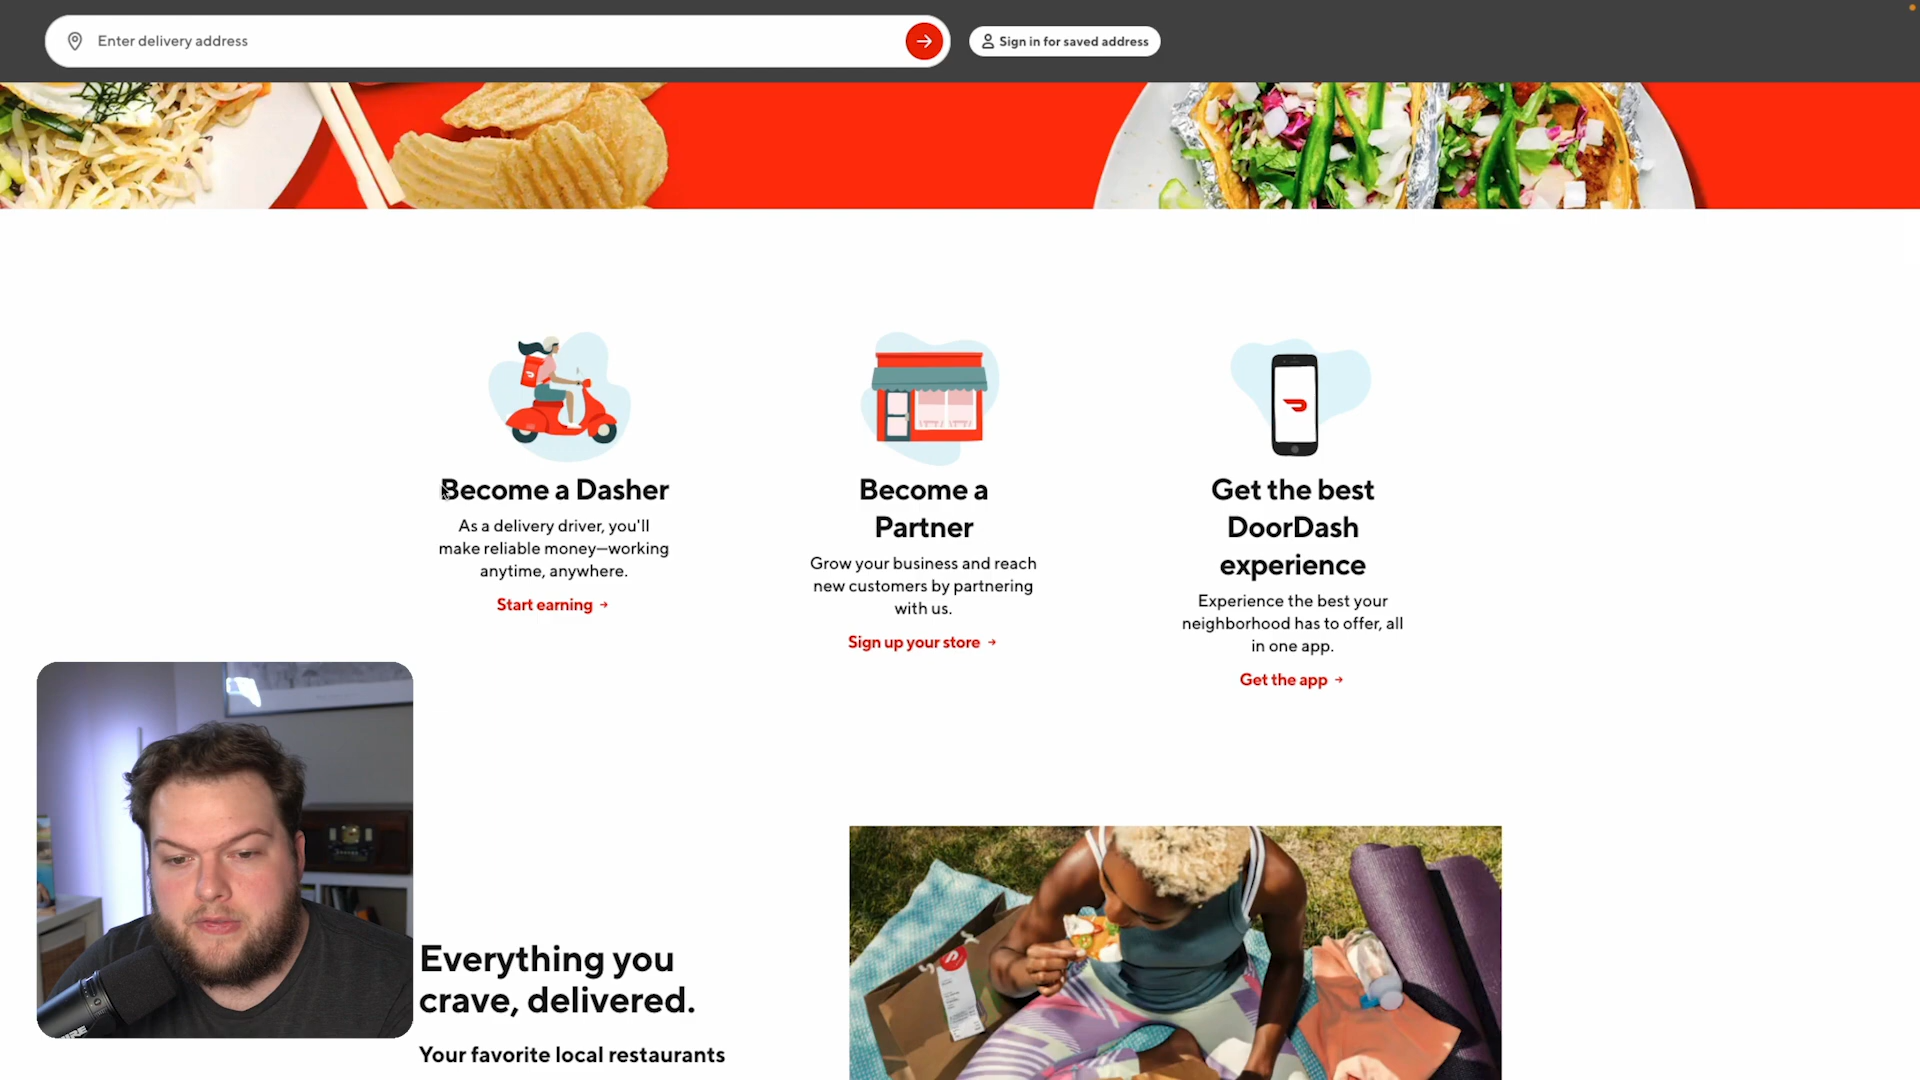 Enter delivery address
Sign in for saved address
Become a Dasher
As a delivery driver, you'll
make reliable money—working
anytime, anywhere.
Start earning
Become a
Partner
Grow your business and reach
new customers by partnering
with us.
Sign up your store
Get the best
DoorDash
experience
Experience the best your
neighborhood has to offer, all
in one app.
Get the app
Everything you
crave, delivered.
Your favorite local restaurants